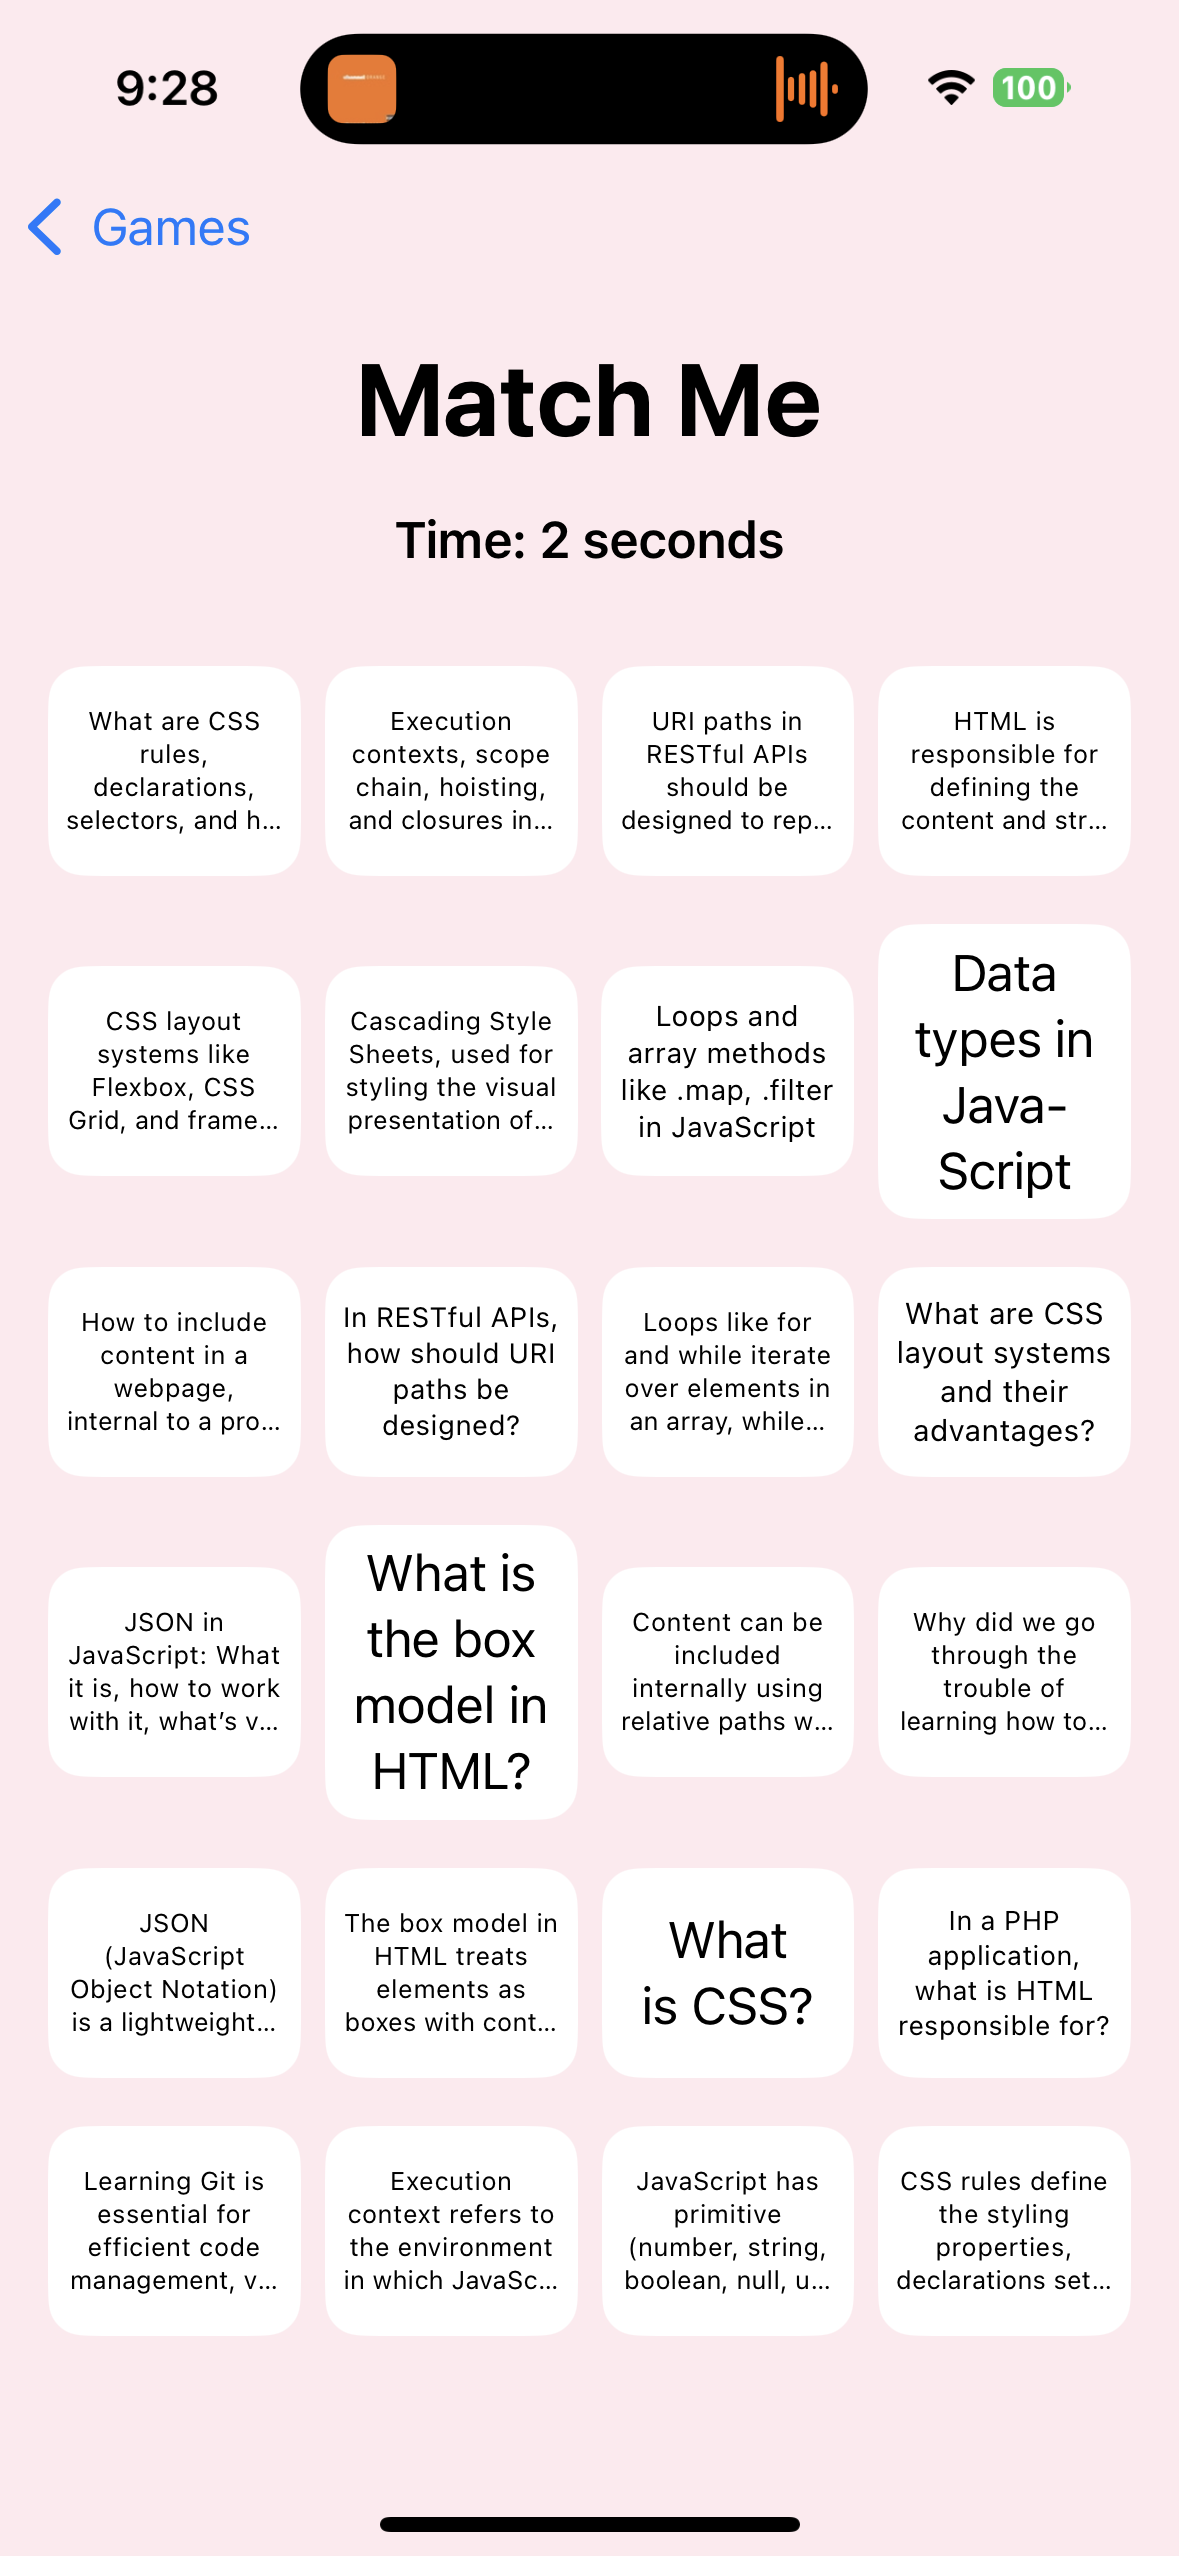 9:28
100
Games
Match Me
Time: 2 seconds
What are CSS
rules,
declarations,
selectors, and h...
Execution
contexts, scope
chain, hoisting,
and closures in...
URI paths in
RESTful APIs
should be
designed to rep...
HTML is
responsible for
defining the
content and str...
CSS layout
systems like
Flexbox, CSS
Grid, and frame...
Cascading Style
Sheets, used for
styling the visual
presentation of...
Loops and
array methods
like .map, .filter
in JavaScript
Data
types in
Java-
Script
How to include
content in a
webpage,
internal to a pro...
In RESTful APIs,
how should URI
paths be
designed?
Loops like for
and while iterate
over elements in
an array, while...
What are CSS
layout systems
and their
advantages?
JSON in
JavaScript: What
it is, how to work
with it, what’s v...
What is
the box
model in
HTML?
Content can be
included
internally using
relative paths w...
Why did we go
through the
trouble of
learning how to...
JSON
(JavaScript
Object Notation)
is a lightweight...
The box model in
HTML treats
elements as
boxes with cont...
What
is CSS?
In a PHP
application,
what is HTML
responsible for?
Learning Git is
essential for
efficient code
management, v...
Execution
context refers to
the environment
in which JavaSc...
JavaScript has
primitive
(number, string,
boolean, null, u...
CSS rules define
the styling
properties,
declarations set...